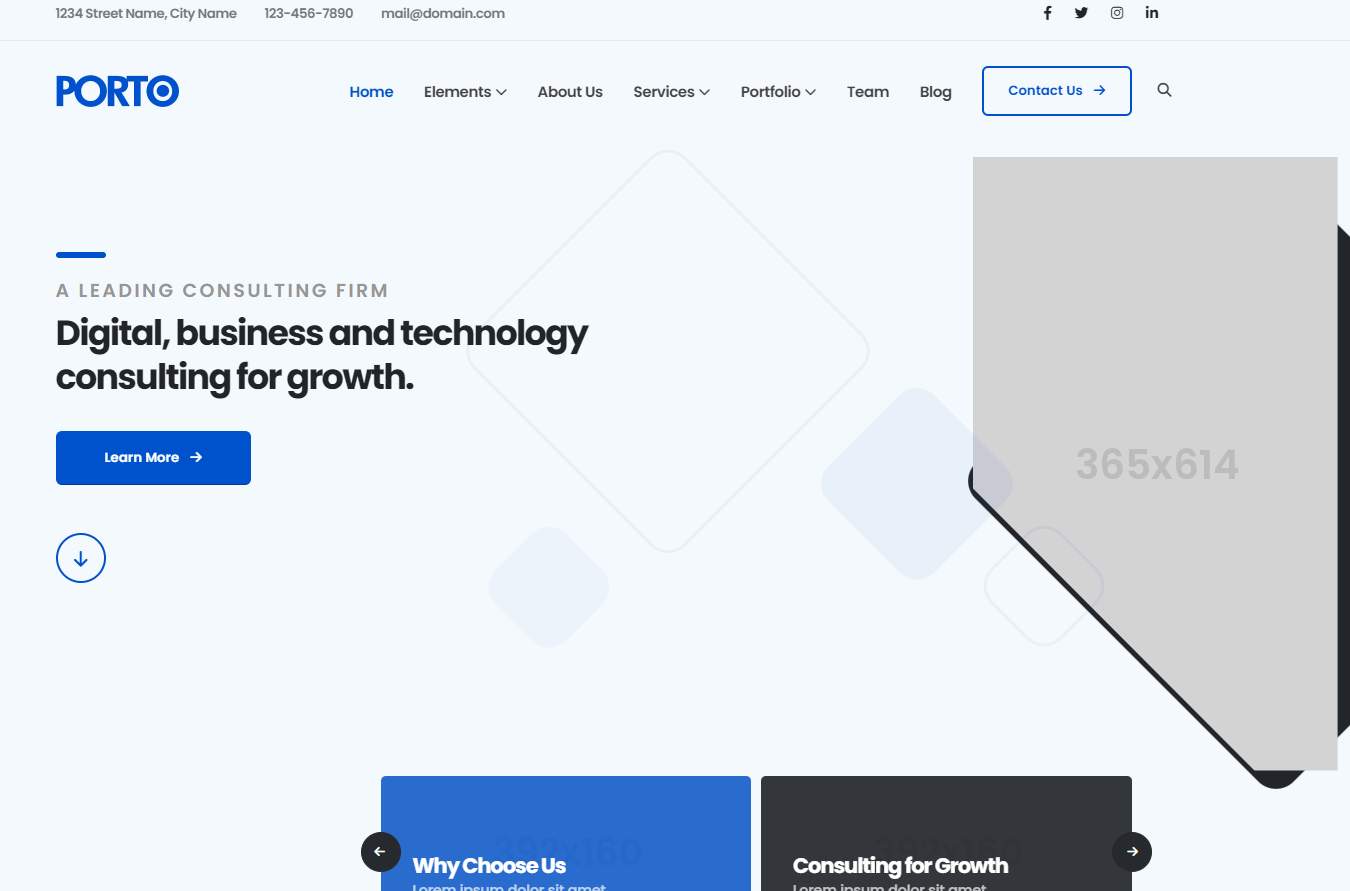 1234 Street Name, City Name 123-456-7890 mail@domain.com
PORTO
Home Elements About Us Services Portfolio Team Blog Contact Us
A LEADING CONSULTING FIRM
Digital, business and technology
consulting for growth.
Learn More
365x614
392x160 392x160
Why Choose Us Consulting for Growth
Lorem ipsum dolor sit amet Lorem ipsum dolor sit amet